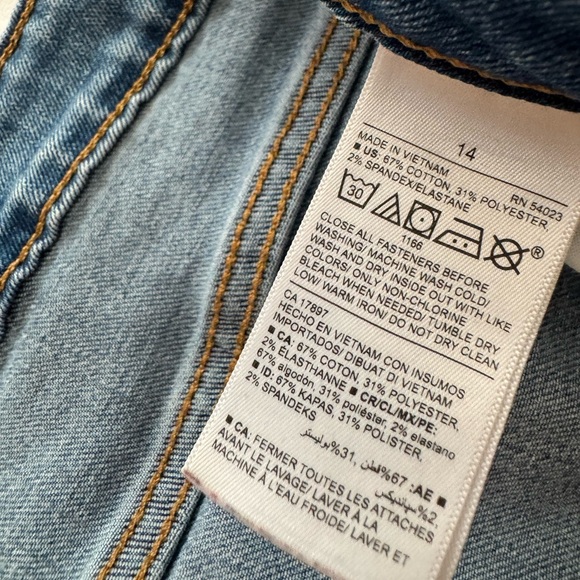 14
MADE IN VIETNAM RN 54023
■ US: 67% COTTON, 31% POLYESTER,
2% SPANDEX/ELASTANE
30
®
1166
CLOSE ALL FASTENERS BEFORE
WASHING/ MACHINE WASH COLD/
WASH AND DRY INSIDE OUT WITH LIKE
COLORS/ ONLY NON-CHLORINE
BLEACH WHEN NEEDED/ TUMBLE DRY
LOW/ WARM IRON/ DO NOT DRY CLEAN
CA 17897
HECHO EN VIETNAM CON INSUMOS
IMPORTADOS/ DIBUAT DI VIETNAM
■ CA: 67% COTON, 31% POLYESTER,
2% ÉLASTHANNE ■ CR/CL/MX/PE:
67% algodón, 31% poliéster, 2% elastano
■ ID: 67% KAPAS, 31% POLISTER,
2% SPANDEKS
■ AE: 67% قطن, 31% بوليستر,
2% سباندكس
■ CA: FERMER TOUTES LES ATTACHES
AVANT LE LAVAGE/ LAVER À LA
MACHINE À L'EAU FROIDE/ LAVER ET